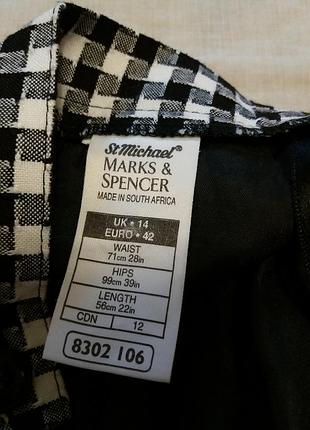 St Michael®
MARKS &
SPENCER
MADE IN SOUTH AFRICA
UK • 14
EURO • 42
WAIST
71cm 28in
HIPS
99cm 39in
LENGTH
56cm 22in
CDN 12
8302 106